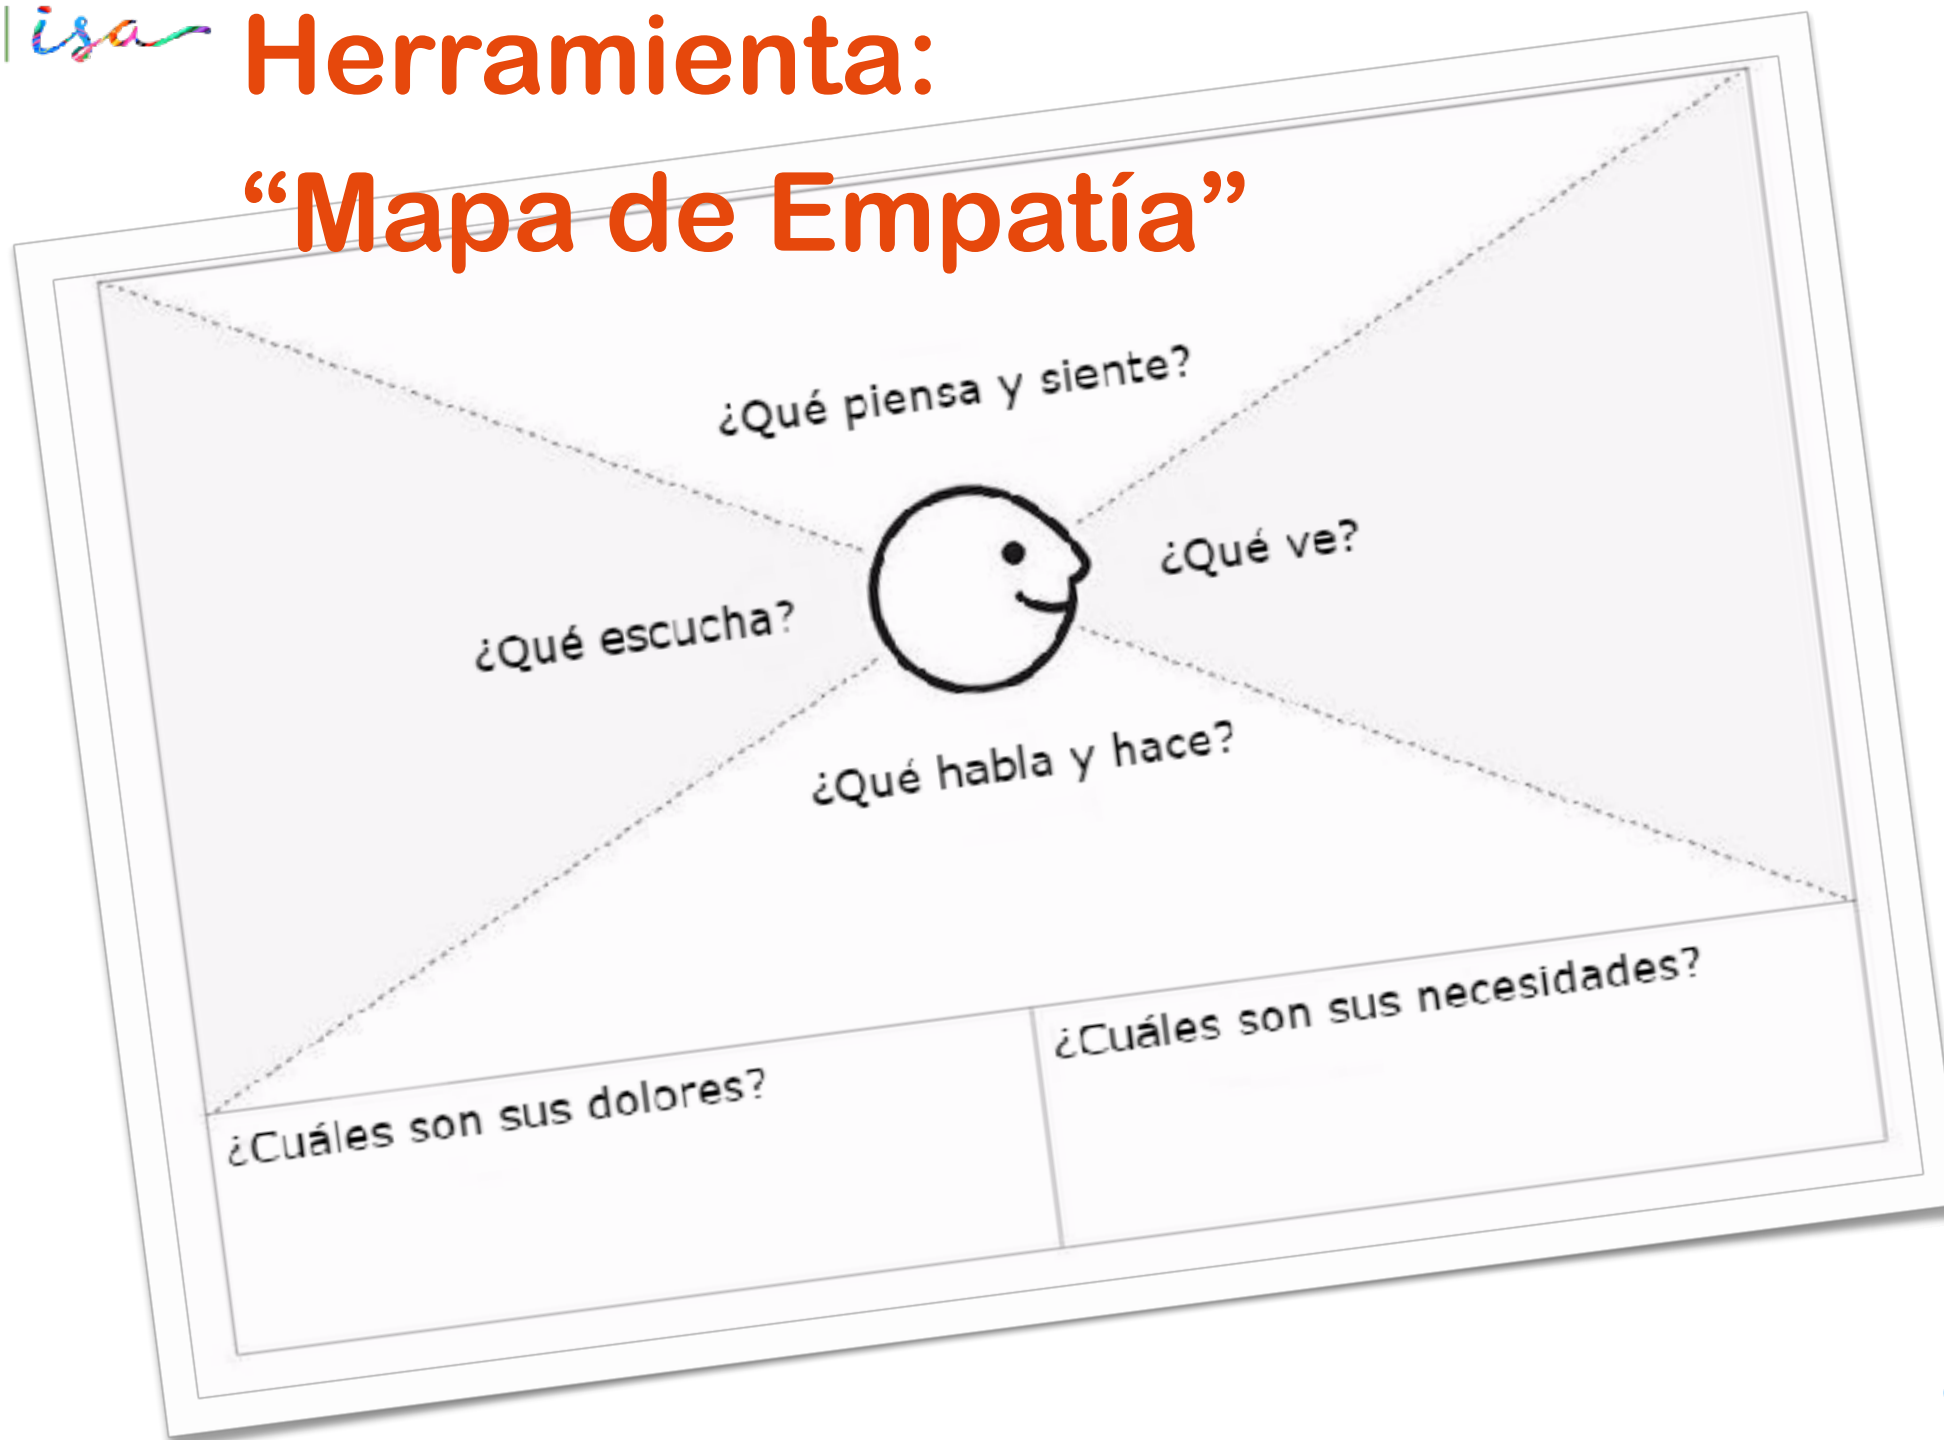 isa
Herramienta:
“Mapa de Empatía”
¿Qué piensa y siente?
¿Qué ve?
¿Qué escucha?
¿Qué habla y hace?
¿Cuáles son sus necesidades?
¿Cuáles son sus dolores?